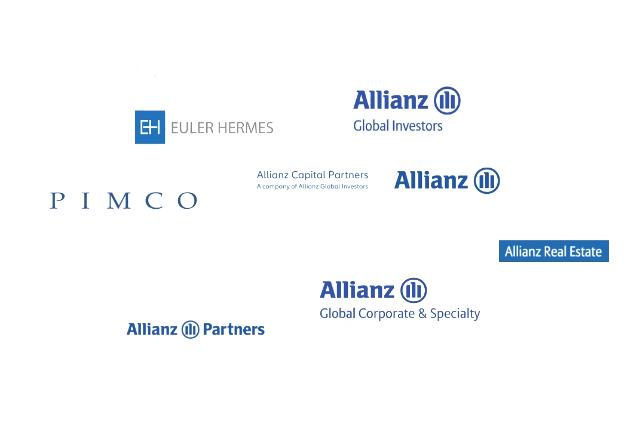 Allianz
Global Investors
EH EULER HERMES
Allianz Capital Partners
A company of Allianz Global Investors
Allianz
PIMCO
Allianz Real Estate
Allianz
Global Corporate & Specialty
Allianz Partners